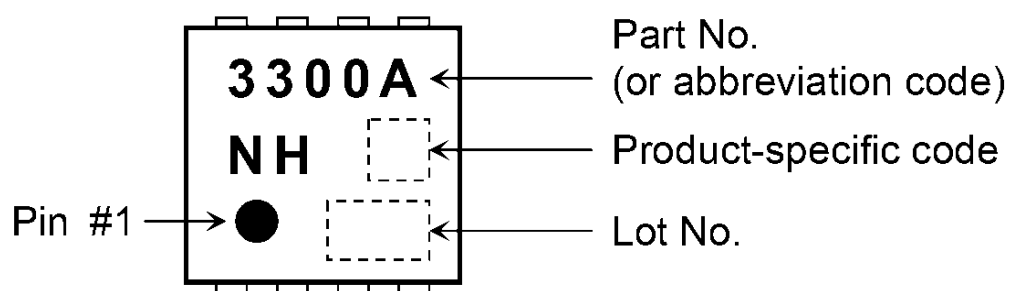 3300A
NH
Pin #1
Part No.
(or abbreviation code)
Product-specific code
Lot No.